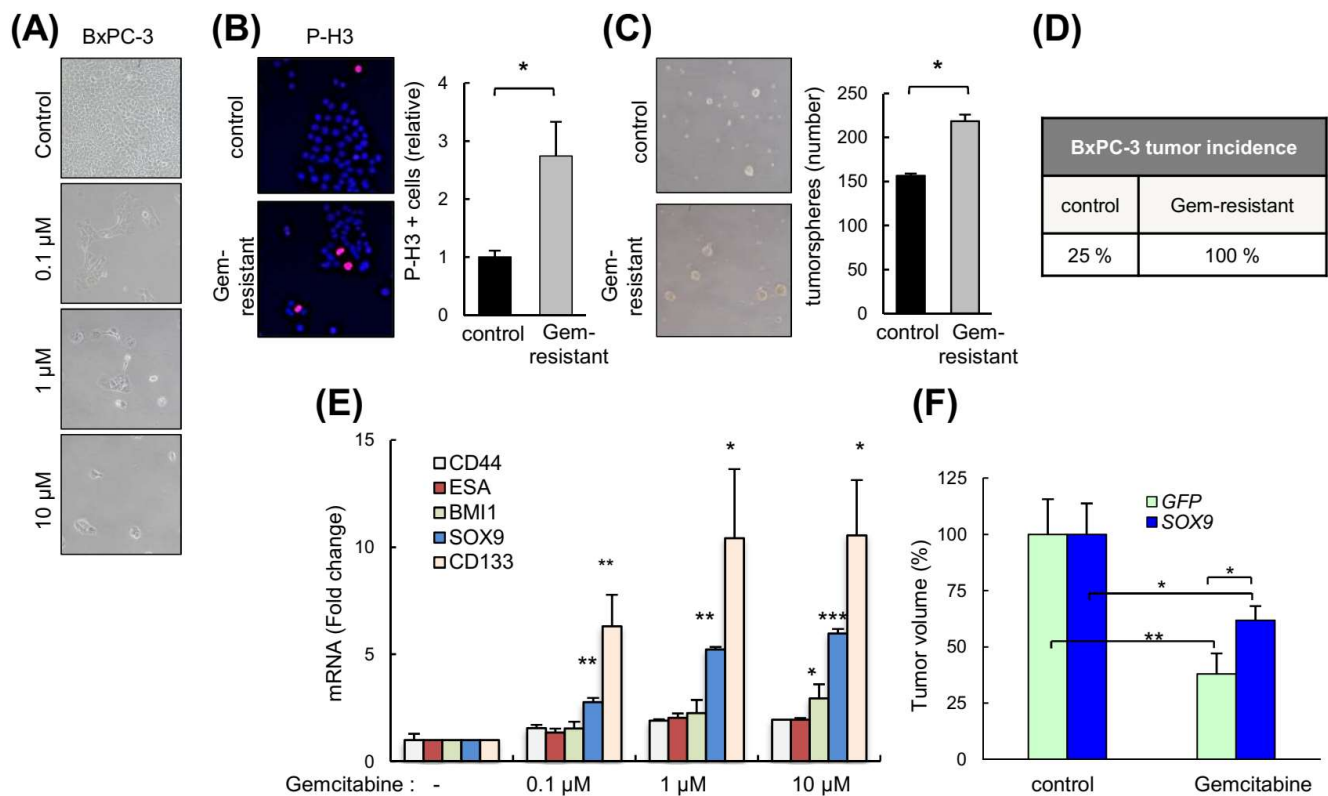 (A)
BxPC-3
Control
0.1 µM
1 µM
10 µM
(B)
P-H3
control
Gem-
resistant
P-H3 + cells (relative)
4
3
2
1
0
*
control
Gem-
resistant
(C)
control
Gem-
resistant
tumorspheres (number)
250
200
150
100
50
0
*
control
Gem-
resistant
(D)
BxPC-3 tumor incidence
control Gem-resistant
25 % 100 %
(E)
mRNA (Fold change)
15
10
5
0
CD44
ESA
BMI1
SOX9
CD133
** **
** *
* *** *
Gemcitabine : - 0.1 µM 1 µM 10 µM
(F)
Tumor volume (%)
125
100
75
50
25
0
GFP
SOX9
*
*
**
control Gemcitabine